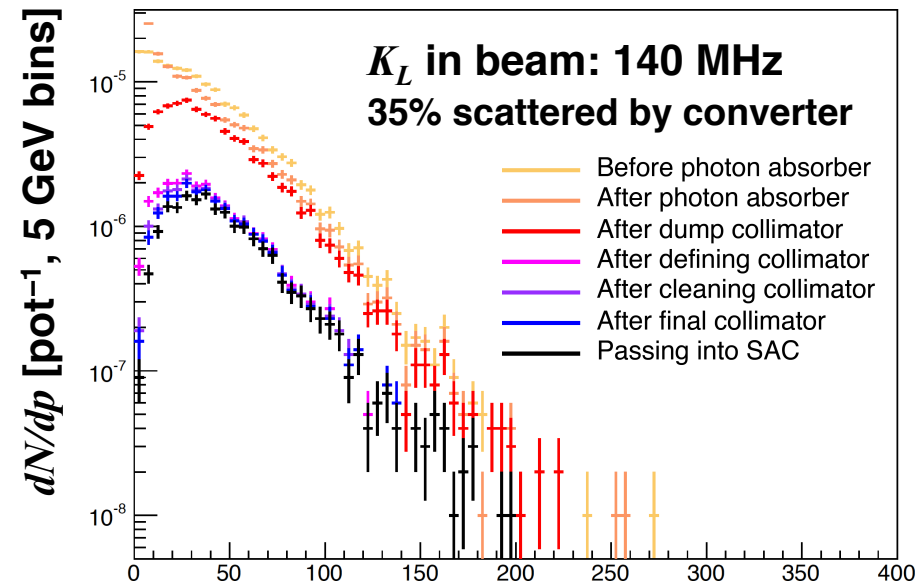 dN/dp [pot⁻¹, 5 GeV bins]
10⁻⁵
10⁻⁶
10⁻⁷
10⁻⁸
K_L in beam: 140 MHz
35% scattered by converter
Before photon absorber
After photon absorber
After dump collimator
After defining collimator
After cleaning collimator
After final collimator
Passing into SAC
0 50 100 150 200 250 300 350 400